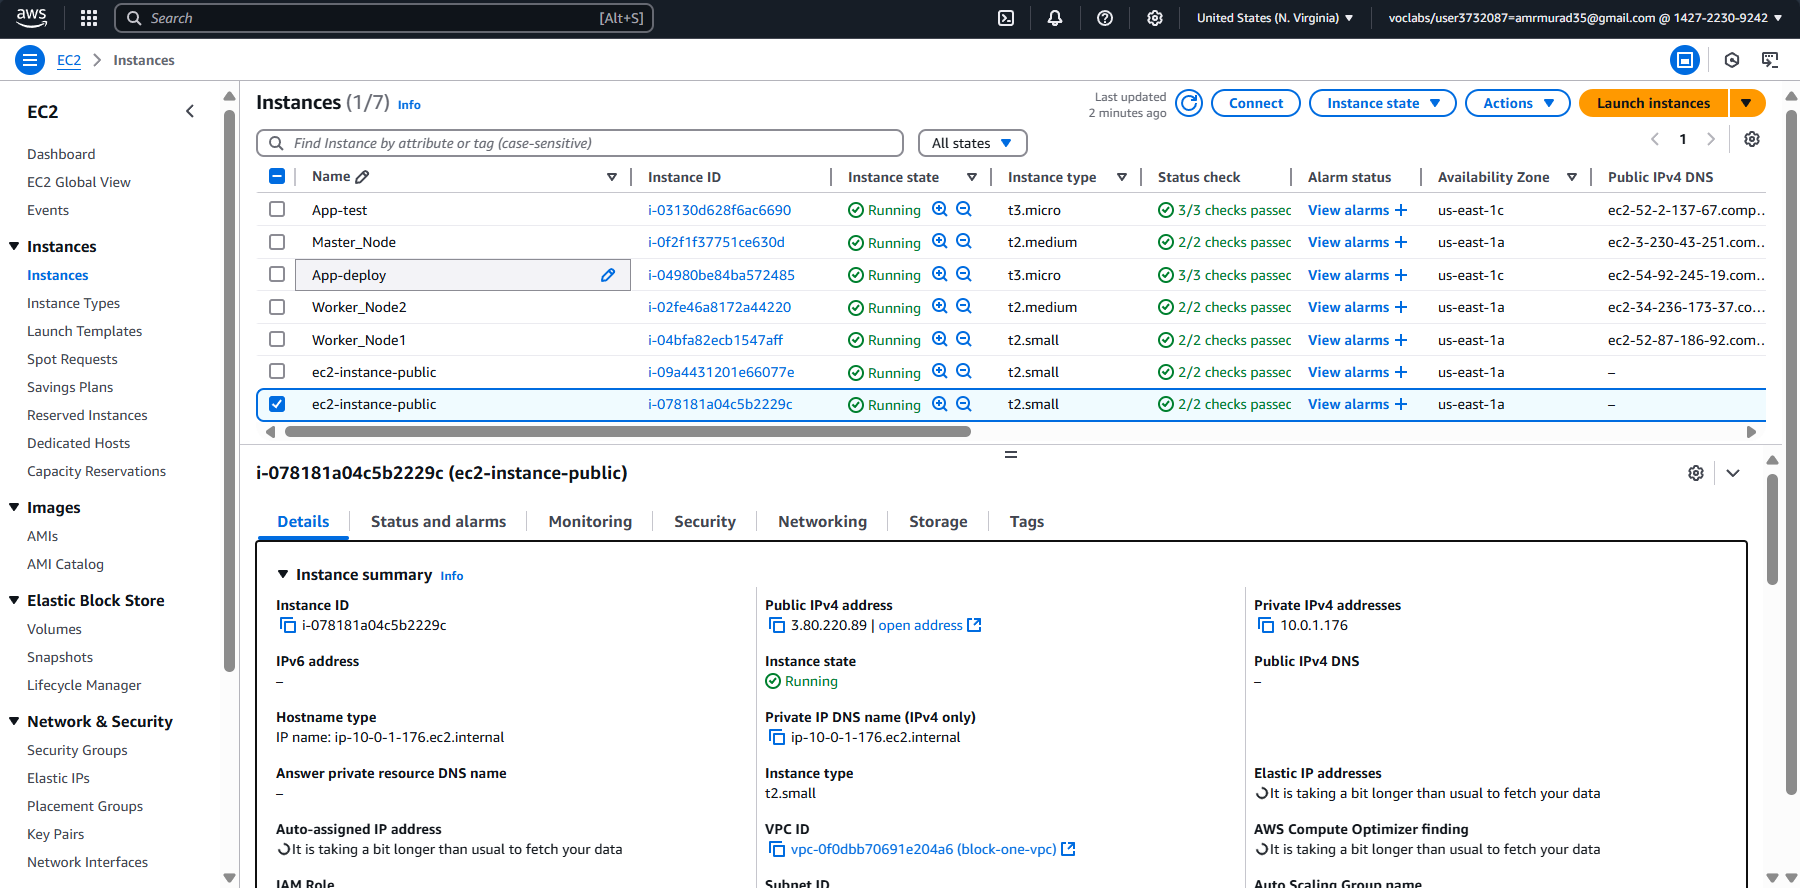 aws
Search [Alt+S]
United States (N. Virginia)
voclabs/user3732087=amrmurad35@gmail.com @ 1427-2230-9242
EC2 Instances
EC2
Dashboard
EC2 Global View
Events
Instances
Instances
Instance Types
Launch Templates
Spot Requests
Savings Plans
Reserved Instances
Dedicated Hosts
Capacity Reservations
Images
AMIs
AMI Catalog
Elastic Block Store
Volumes
Snapshots
Lifecycle Manager
Network & Security
Security Groups
Elastic IPs
Placement Groups
Key Pairs
Network Interfaces
Instances (1/7) Info
Last updated
2 minutes ago
Connect
Instance state
Actions
Launch instances
Find Instance by attribute or tag (case-sensitive)
All states
1
Name Instance ID Instance state Instance type Status check Alarm status Availability Zone Public IPv4 DNS
App-test i-03130d628f6ac6690 Running t3.micro 3/3 checks passec View alarms + us-east-1c ec2-52-2-137-67.comp...
Master_Node i-0f2f1f37751ce630d Running t2.medium 2/2 checks passec View alarms + us-east-1a ec2-3-230-43-251.com...
App-deploy i-04980be84ba572485 Running t3.micro 3/3 checks passec View alarms + us-east-1c ec2-54-92-245-19.com...
Worker_Node2 i-02fe46a8172a44220 Running t2.medium 2/2 checks passec View alarms + us-east-1a ec2-34-236-173-37.co...
Worker_Node1 i-04bfa82ecb1547aff Running t2.small 2/2 checks passec View alarms + us-east-1a ec2-52-87-186-92.com...
ec2-instance-public i-09a4431201e66077e Running t2.small 2/2 checks passec View alarms + us-east-1a –
ec2-instance-public i-078181a04c5b2229c Running t2.small 2/2 checks passec View alarms + us-east-1a –
i-078181a04c5b2229c (ec2-instance-public)
Details Status and alarms Monitoring Security Networking Storage Tags
Instance summary Info
Instance ID
i-078181a04c5b2229c
Public IPv4 address
3.80.220.89 | open address
Private IPv4 addresses
10.0.1.176
IPv6 address
–
Instance state
Running
Public IPv4 DNS
–
Hostname type
IP name: ip-10-0-1-176.ec2.internal
Private IP DNS name (IPv4 only)
ip-10-0-1-176.ec2.internal
Answer private resource DNS name
–
Instance type
t2.small
Elastic IP addresses
It is taking a bit longer than usual to fetch your data
Auto-assigned IP address
It is taking a bit longer than usual to fetch your data
VPC ID
vpc-0f0dbb70691e204a6 (block-one-vpc)
AWS Compute Optimizer finding
It is taking a bit longer than usual to fetch your data
IAM Role
Subnet ID
Auto Scaling Group name